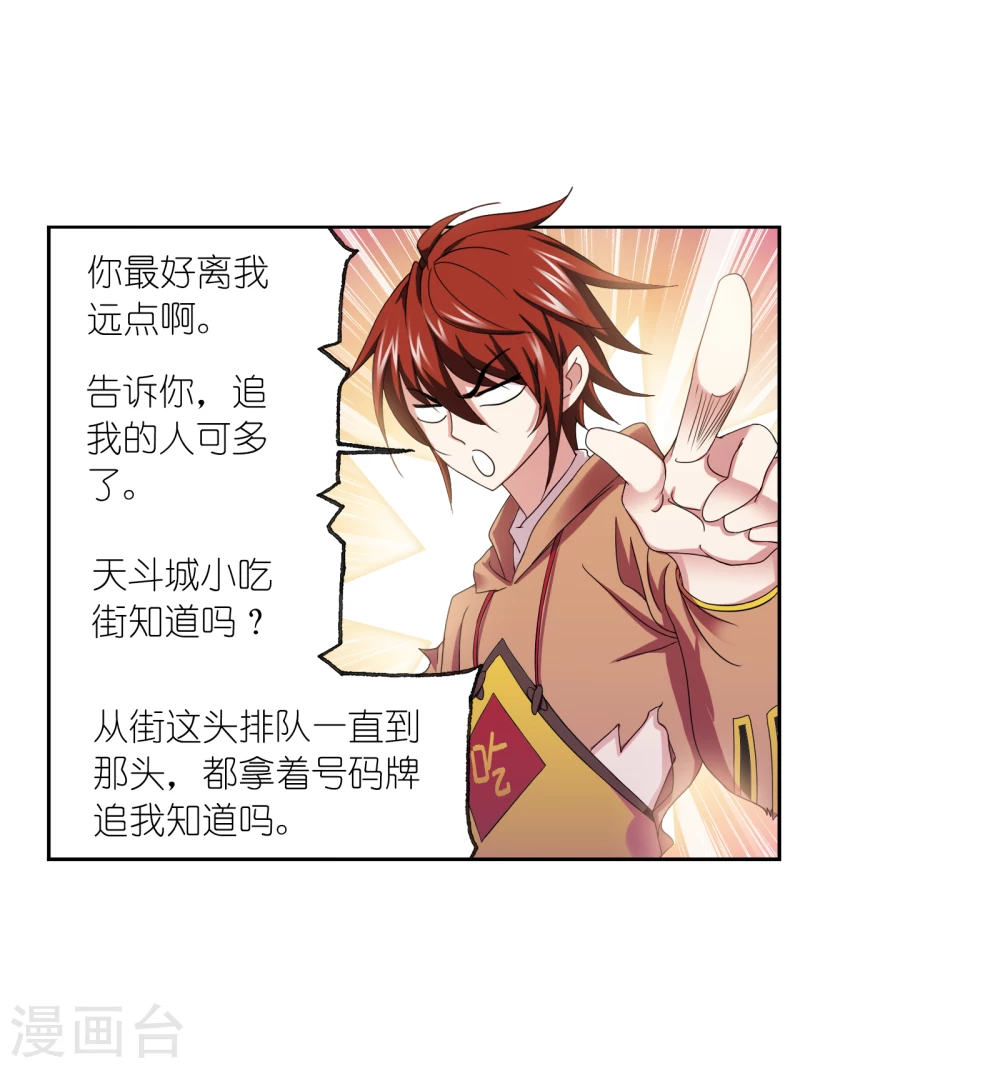 你最好离我
远点啊。
告诉你，追
我的人可多
了。
天斗城小吃
街知道吗？
从街这头排队一直到
那头，都拿着号码牌
追我知道吗。
吃
漫画台